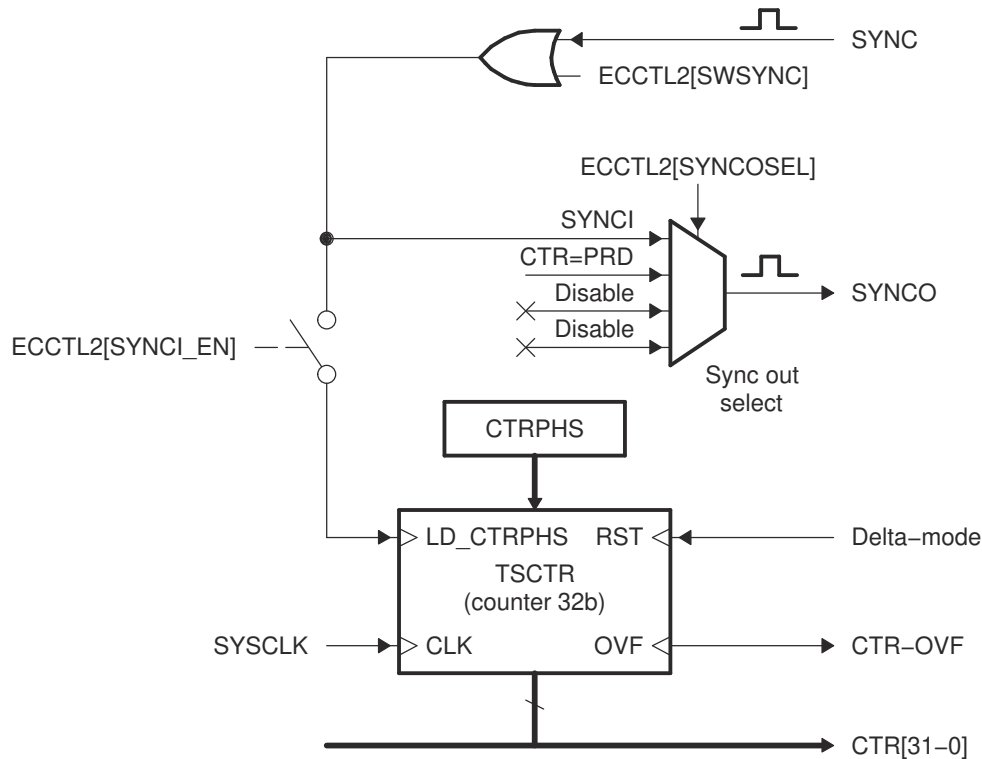 SYNC
ECCTL2[SWSYNC]
ECCTL2[SYNCOSEL]
SYNCI
CTR=PRD
Disable
SYNCO
Disable
ECCTL2[SYNCI_EN]
Sync out
select
CTRPHS
LD_CTRPHS RST
Delta−mode
TSCTR
(counter 32b)
SYSCLK
CLK OVF
CTR−OVF
CTR[31−0]